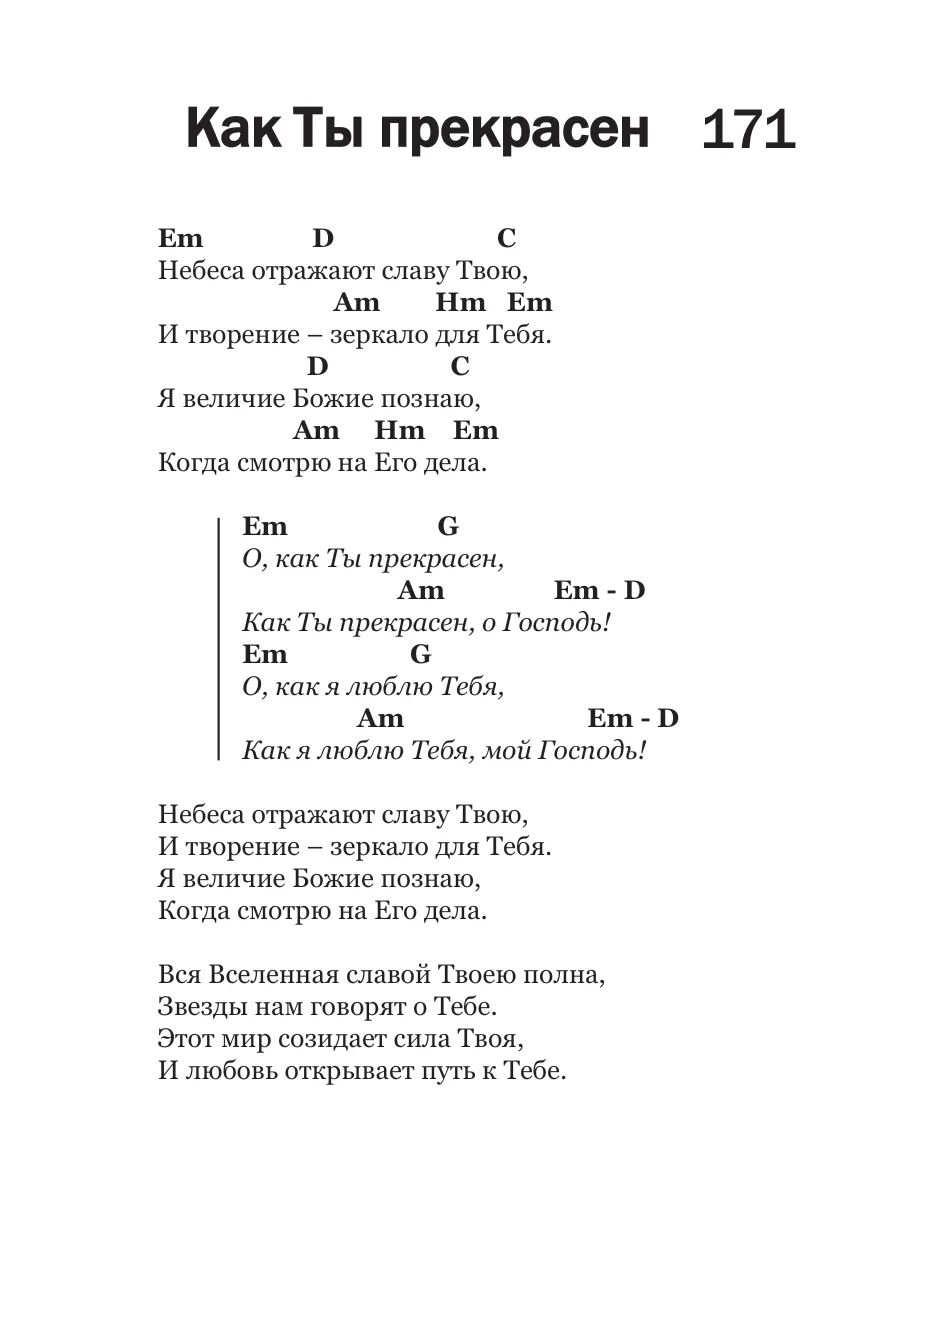 Как Ты прекрасен 171
Em D C
Небеса отражают славу Твою,
Am Hm Em
И творение – зеркало для Тебя.
D C
Я величие Божие познаю,
Am Hm Em
Когда смотрю на Его дела.
Em G
О, как Ты прекрасен,
Am Em - D
Как Ты прекрасен, о Господь!
Em G
О, как я люблю Тебя,
Am Em - D
Как я люблю Тебя, мой Господь!
Небеса отражают славу Твою,
И творение – зеркало для Тебя.
Я величие Божие познаю,
Когда смотрю на Его дела.
Вся Вселенная славой Твоею полна,
Звезды нам говорят о Тебе.
Этот мир созидает сила Твоя,
И любовь открывает путь к Тебе.